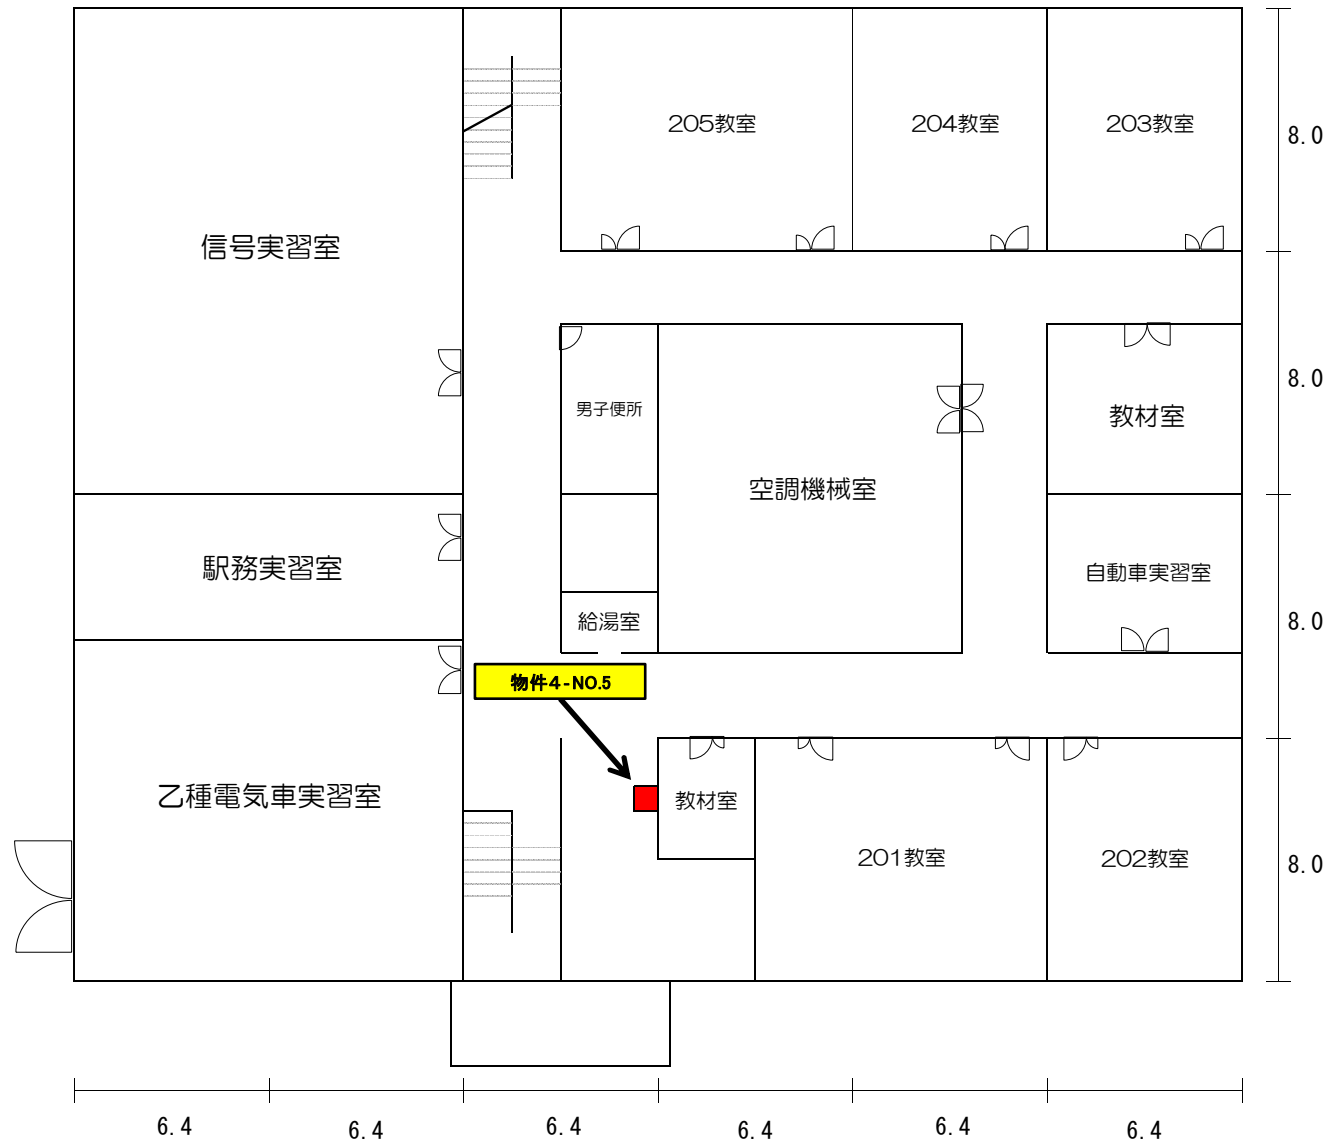 205教室
204教室
203教室
8.0
信号実習室
8.0
男子便所
教材室
空調機械室
駅務実習室
自動車実習室
給湯室
8.0
物件4-NO.5
乙種電気車実習室
教材室
201教室
202教室
8.0
6.4
6.4
6.4
6.4
6.4
6.4